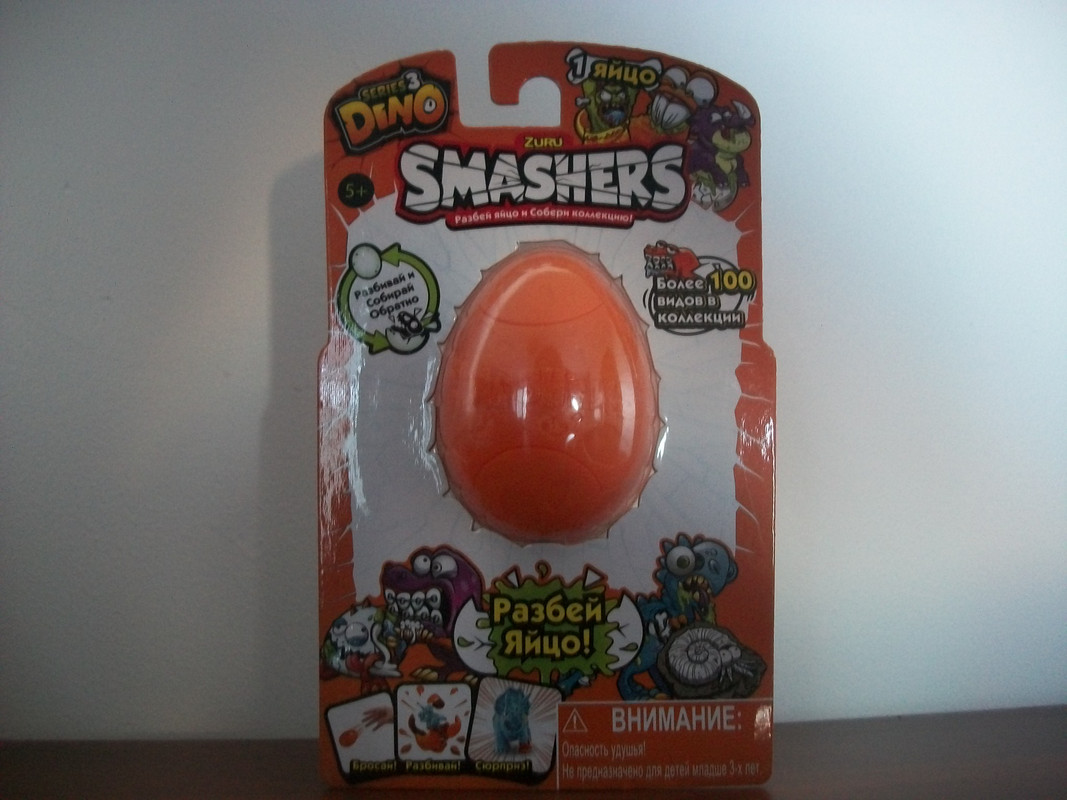 SERIES 3
DINO
1 ЯЙЦО
5+
ZURU
SMASHERS
Разбей яйцо и Собери коллекцию!
Разбивай и
Собирай
Обратно
Более 100
видов в
коллекции
Разбей
Яйцо!
Бросай! Разбивай! Сюрприз!
ВНИМАНИЕ:
Опасность удушья!
Не предназначено для детей младше 3-х лет.